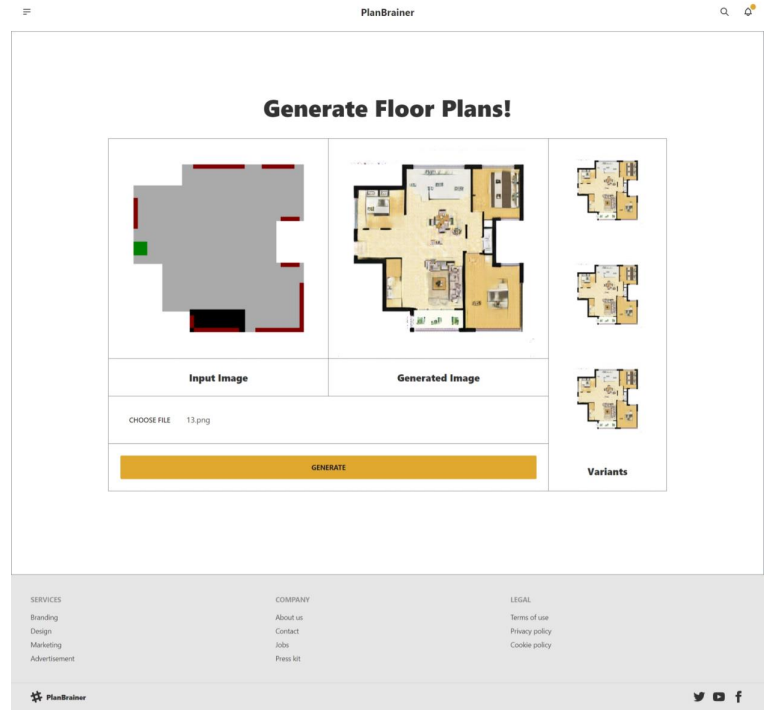 PlanBrainer
Generate Floor Plans!
Input Image
Generated Image
CHOOSE FILE 13.png
GENERATE
Variants
SERVICES
Branding
Design
Marketing
Advertisement
COMPANY
About us
Contact
Jobs
Press kit
LEGAL
Terms of use
Privacy policy
Cookie policy
PlanBrainer